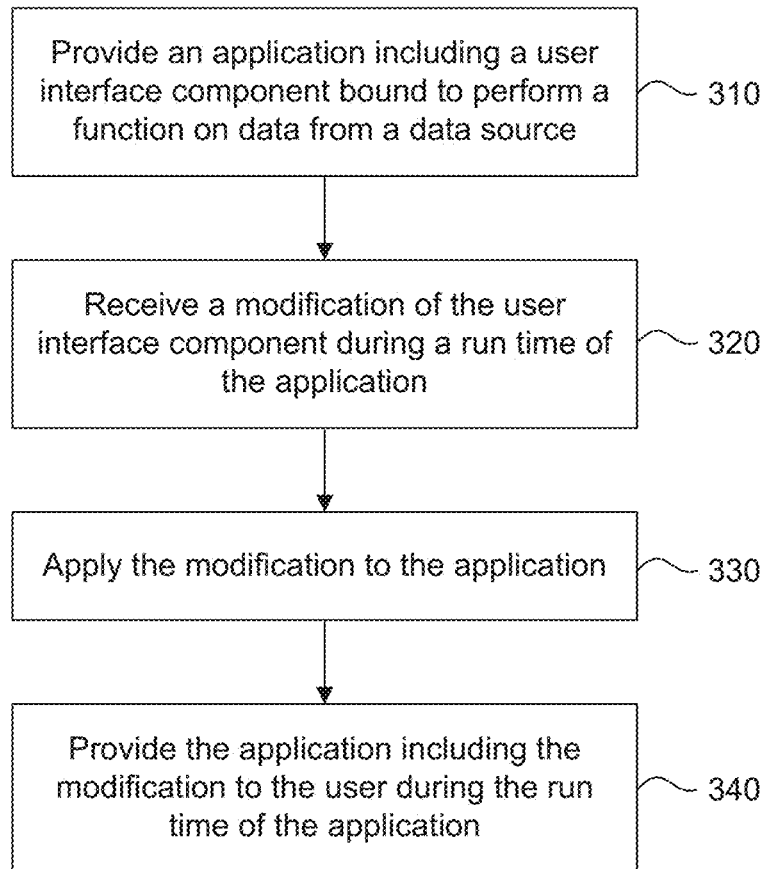 Provide an application including a user
interface component bound to perform a
function on data from a data source
310
Receive a modification of the user
interface component during a run time of
the application
320
Apply the modification to the application
330
Provide the application including the
modification to the user during the run
time of the application
340